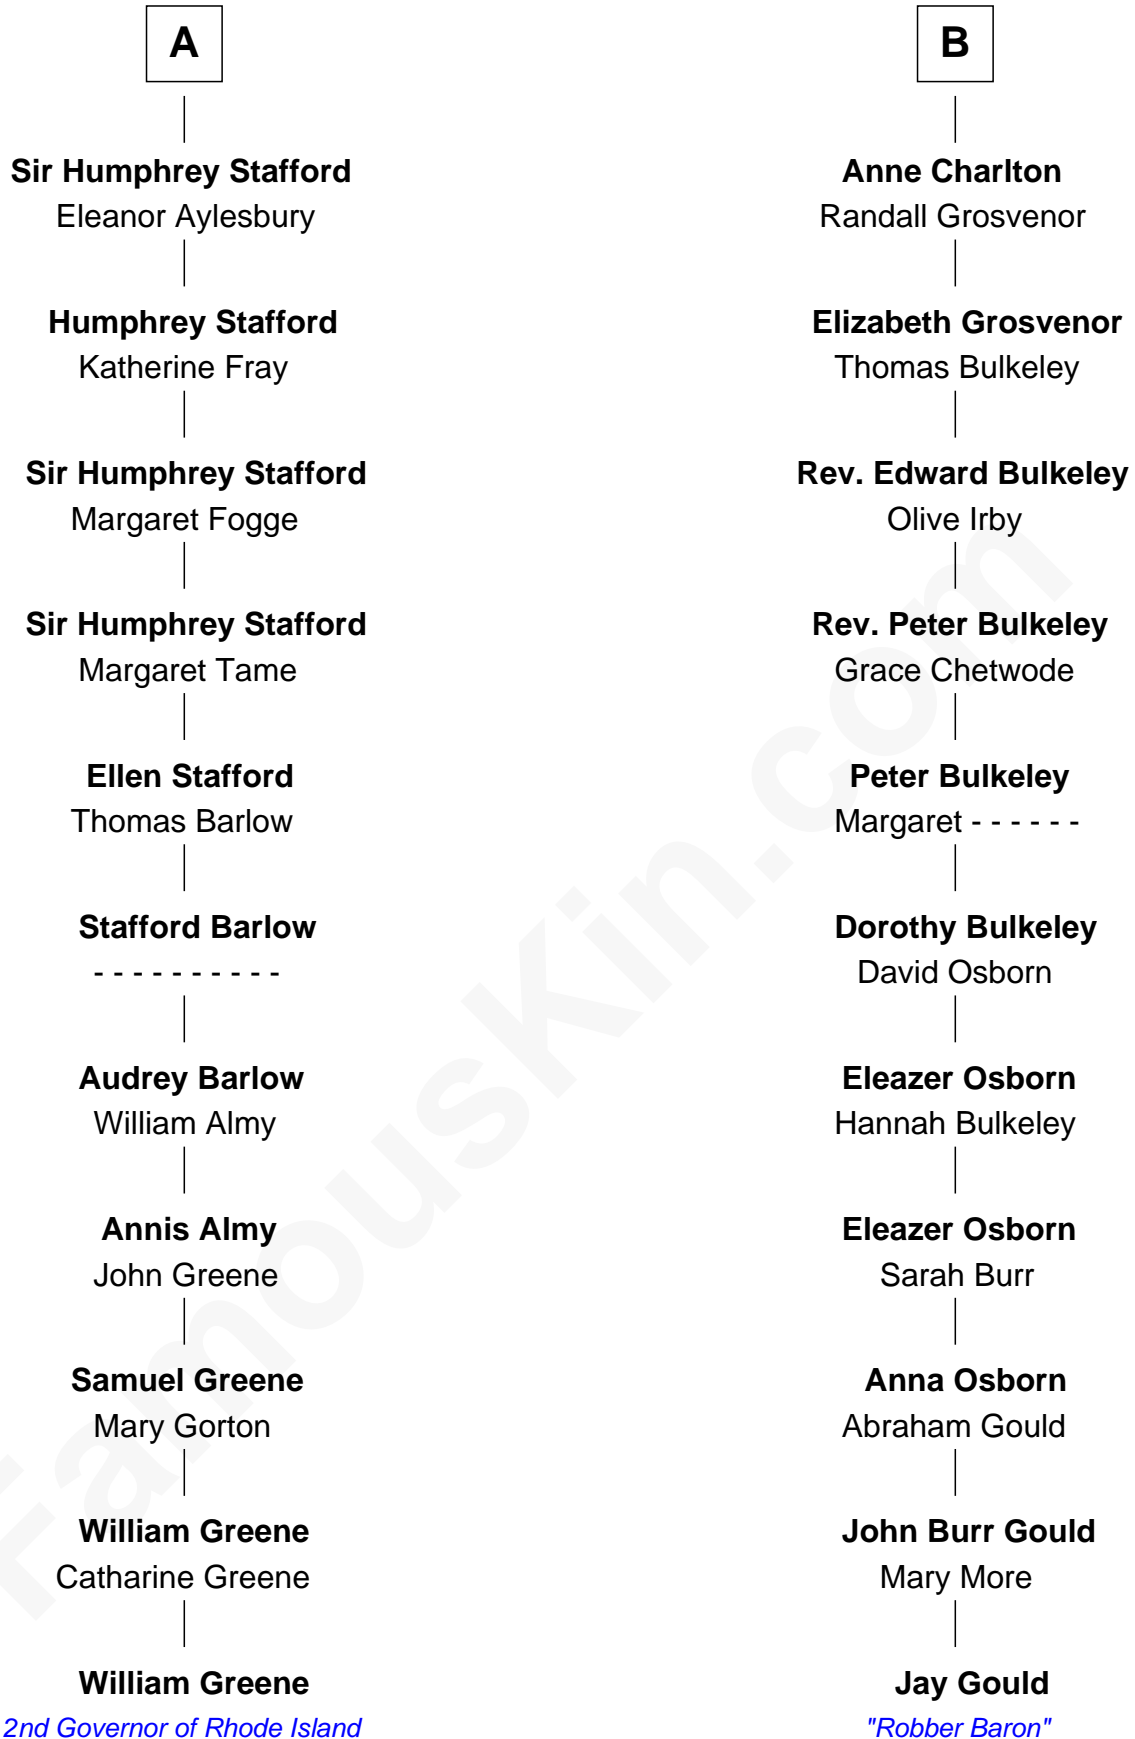 A
Sir Humphrey Stafford
Eleanor Aylesbury
Humphrey Stafford
Katherine Fray
Sir Humphrey Stafford
Margaret Fogge
Sir Humphrey Stafford
Margaret Tame
Ellen Stafford
Thomas Barlow
Stafford Barlow
- - - - - - - - - -
Audrey Barlow
William Almy
Annis Almy
John Greene
Samuel Greene
Mary Gorton
William Greene
Catharine Greene
William Greene
2nd Governor of Rhode Island
B
Anne Charlton
Randall Grosvenor
Elizabeth Grosvenor
Thomas Bulkeley
Rev. Edward Bulkeley
Olive Irby
Rev. Peter Bulkeley
Grace Chetwode
Peter Bulkeley
Margaret - - - - - -
Dorothy Bulkeley
David Osborn
Eleazer Osborn
Hannah Bulkeley
Eleazer Osborn
Sarah Burr
Anna Osborn
Abraham Gould
John Burr Gould
Mary More
Jay Gould
"Robber Baron"
FamousKin.com